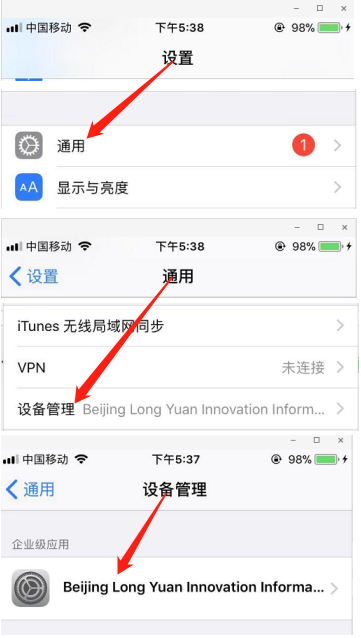 中国移动 下午5:38 98%
设置
通用 1
AA 显示与亮度
中国移动 下午5:38 98%
设置 通用
iTunes 无线局域网同步
VPN 未连接
设备管理 Beijing Long Yuan Innovation Inform...
中国移动 下午5:37 98%
通用 设备管理
企业级应用
Beijing Long Yuan Innovation Informa...